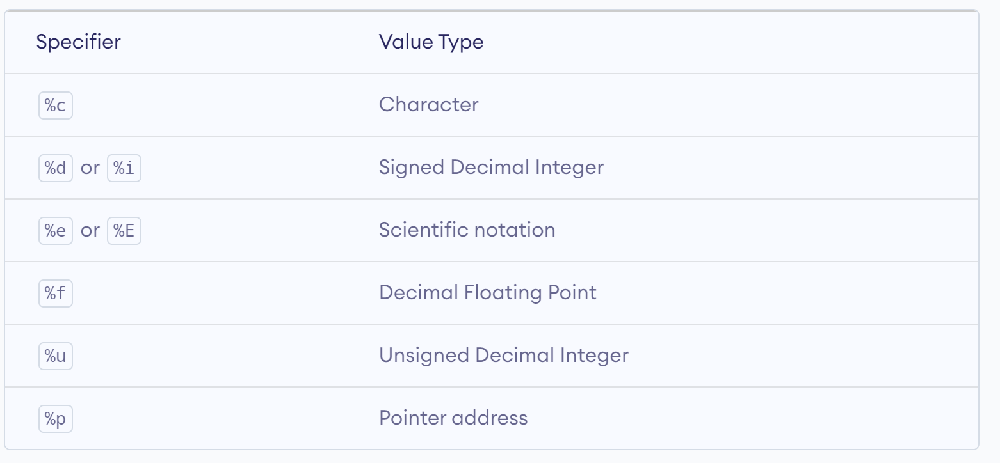 Specifier Value Type
%c Character
%d or %i Signed Decimal Integer
%e or %E Scientific notation
%f Decimal Floating Point
%u Unsigned Decimal Integer
%p Pointer address